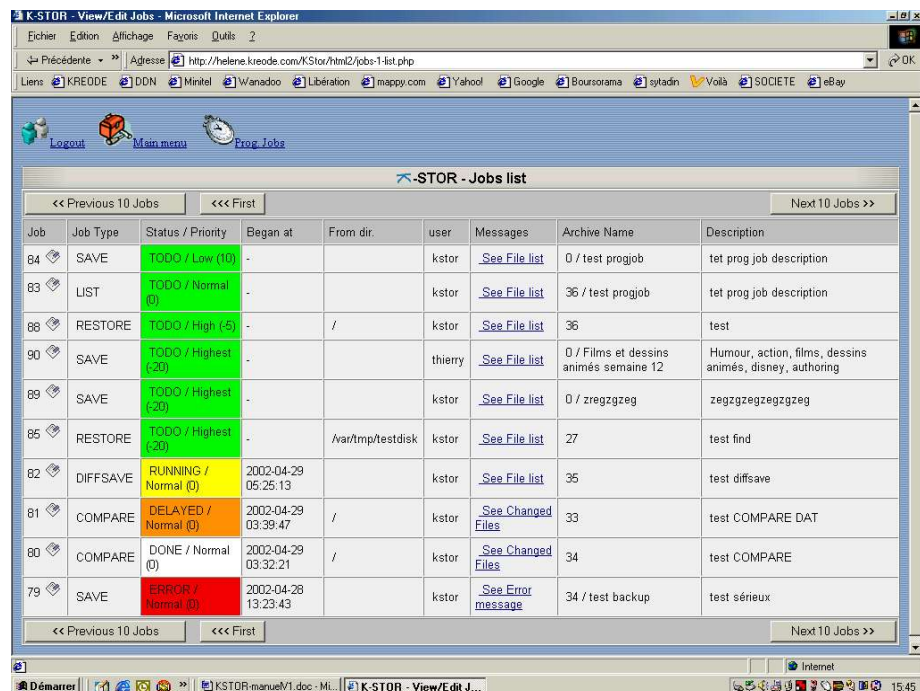 K-STOR - View/Edit Jobs - Microsoft Internet Explorer
Fichier Edition Affichage Favoris Outils ?
Précédente » Adresse http://helene.kreode.com/KStor/html2/jobs-1-list.php OK
Liens KREODE DDN Minitel Wanadoo Libération mappy.com Yahoo! Google Boursorama sytadin Voilà SOCIETE eBay
Logout Main menu Prog. Jobs
K-STOR - Jobs list
<< Previous 10 Jobs <<< First Next 10 Jobs >>
Job Job Type Status / Priority Began at From dir. user Messages Archive Name Description
84 SAVE TODO / Low (10) - kstor See File list 0 / test progjob tet prog job description
83 LIST TODO / Normal (0) - kstor See File list 36 / test progjob tet prog job description
88 RESTORE TODO / High (-5) - / kstor See File list 36 test
90 SAVE TODO / Highest (-20) - thierry See File list 0 / Films et dessins animés semaine 12 Humour, action, films, dessins animés, disney, authoring
89 SAVE TODO / Highest (-20) - kstor See File list 0 / zregzgzeg zegzgzegzegzgzeg
85 RESTORE TODO / Highest (-20) - /var/tmp/testdisk kstor See File list 27 test find
82 DIFFSAVE RUNNING / Normal (0) 2002-04-29 05:25:13 kstor See File list 35 test diffsave
81 COMPARE DELAYED / Normal (0) 2002-04-29 03:39:47 / kstor See Changed Files 33 test COMPARE DAT
80 COMPARE DONE / Normal (0) 2002-04-29 03:32:21 / kstor See Changed Files 34 test COMPARE
79 SAVE ERROR / Normal (0) 2002-04-28 13:23:43 kstor See Error message 34 / test backup test sérieux
<< Previous 10 Jobs <<< First Next 10 Jobs >>
Internet
Démarrer » KSTOR-manuelV1.doc - Mi... K-STOR - View/Edit J... 15:45